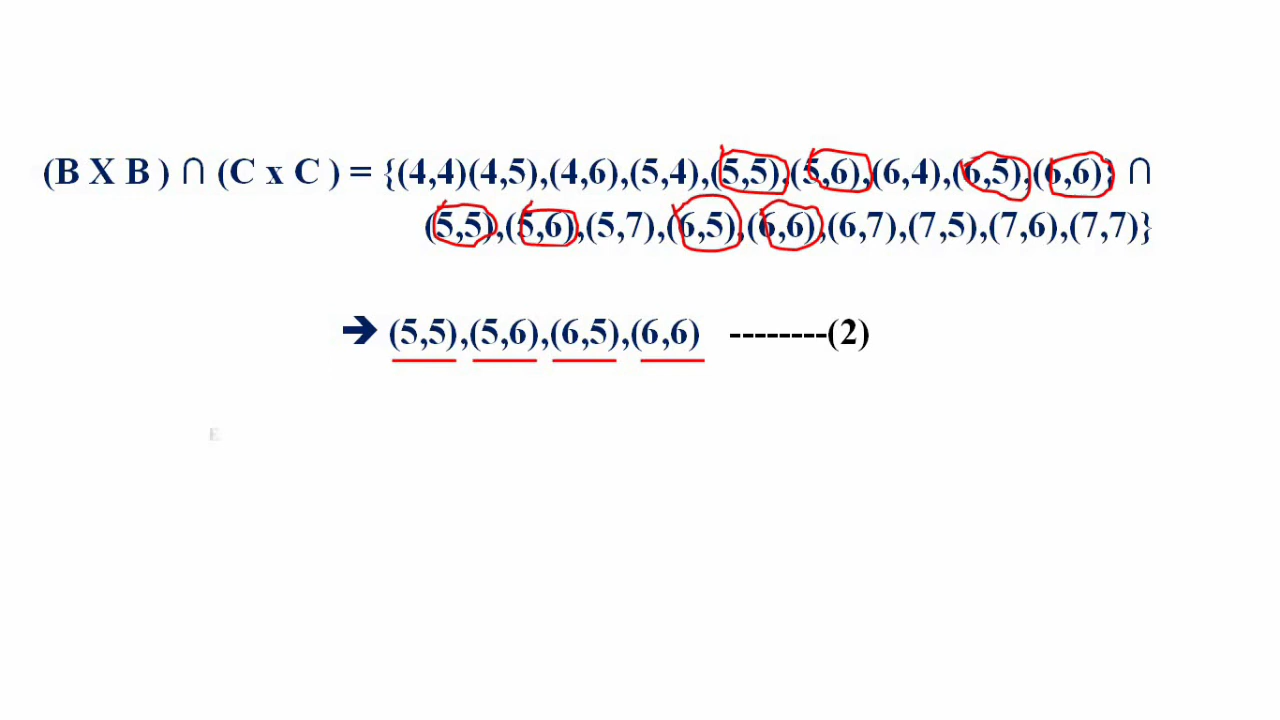 (B X B ) ∩ (C x C ) = {(4,4)(4,5),(4,6),(5,4),(5,5),(5,6),(6,4),(6,5),(6,6)} ∩
(5,5),(5,6),(5,7),(6,5),(6,6),(6,7),(7,5),(7,6),(7,7)}
➔ (5,5),(5,6),(6,5),(6,6) --------(2)
E